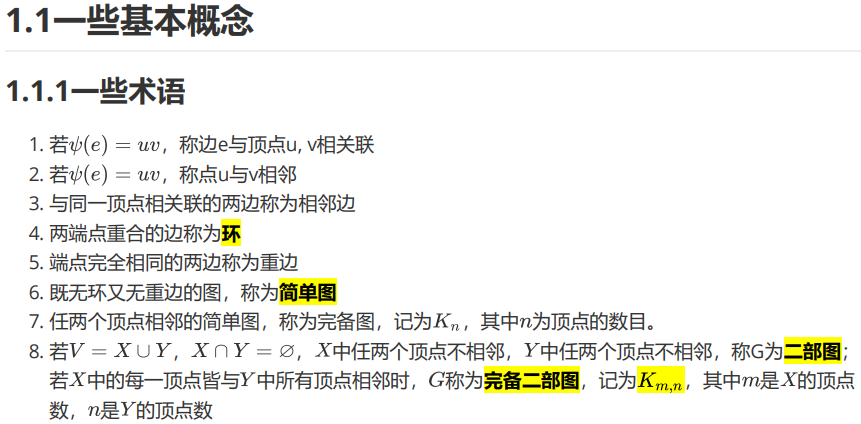 1.1一些基本概念
1.1.1一些术语
1. 若ψ(e) = uv，称边e与顶点u, v相关联
2. 若ψ(e) = uv，称点u与v相邻
3. 与同一顶点相关联的两边称为相邻边
4. 两端点重合的边称为环
5. 端点完全相同的两边称为重边
6. 既无环又无重边的图，称为简单图
7. 任两个顶点相邻的简单图，称为完备图，记为Kₙ，其中n为顶点的数目。
8. 若V = X ∪ Y，X ∩ Y = ∅，X中任两个顶点不相邻，Y中任两个顶点不相邻，称G为二部图；
若X中的每一顶点皆与Y中所有顶点相邻时，G称为完备二部图，记为K_{m,n}，其中m是X的顶点
数，n是Y的顶点数